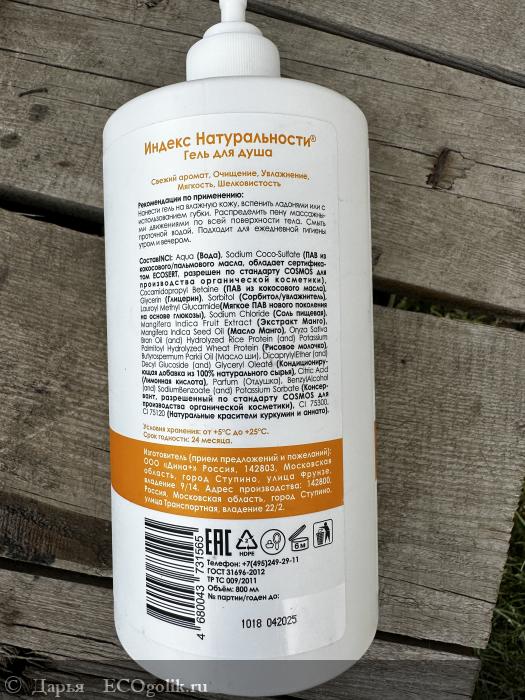 Индекс Натуральности®
Гель для душа
Свежий аромат, Очищение, Увлажнение,
Мягкость, Шелковистость
Рекомендации по применению:
Нанести гель на влажную кожу, вспенить ладонями или с
использованием губки. Распределить пену массажны-
ми движениями по всей поверхности тела. Смыть
проточной водой. Подходит для ежедневной гигиены
утром и вечером.
Состав/INCI: Aqua (Вода), Sodium Coco-Sulfate (ПАВ из
кокосового/пальмового масла, обладает сертифика-
том ECOSERT, разрешен по стандарту COSMOS для
производства органической косметики),
Cocamidopropyl Betaine (ПАВ из кокосового масла),
Glycerin (Глицерин), Sorbitol (Сорбитол/увлажнитель),
Lauroyl Methyl Glucamide(Мягкое ПАВ нового поколения
на основе глюкозы), Sodium Chloride (Соль пищевая),
Mangifera Indica Fruit Extract (Экстракт Манго),
Mangifera Indica Seed Oil (Масло Манго), Oryza Sativa
Bran Oil (and) Hydrolyzed Rice Protein (and) Potassium
Palmitoyl Hydrolyzed Wheat Protein (Рисовое молочко),
Butyrospermum Parkii Oil (Масло ши), Dicaprylyl Ether (and)
Decyl Glucoside (and) Glyceryl Oleate (Кондициониру-
ющая добавка из 100% натурального сырья), Citric Acid
(Лимонная кислота), Parfum (Отдушка), BenzylAlcohol
(and) SodiumBenzoate (and) Potassium Sorbate (Консер-
вант, разрешенный по стандарту COSMOS для
производства органической косметики), CI 75300,
CI 75120 (Натуральные красители куркумин и аннато).
Условия хранения: от +5°C до +25°C.
Срок годности: 24 месяца.
Изготовитель (прием предложений и пожеланий):
ООО «Дина+» Россия, 142803, Московская
область, город Ступино, улица Фрунзе,
владение 9/14. Адрес производства: 142800,
Россия, Московская область, город Ступино,
улица Транспортная, владение 22/2.
EAC
2
HDPE
6 м
Телефон: +7(495)249-29-11
ГОСТ 31696-2012
ТР ТС 009/2011
Объём: 800 мл
№ партии/годен до:
4 680043 731565
1018 042025
© Дарья ECOgolik.ru